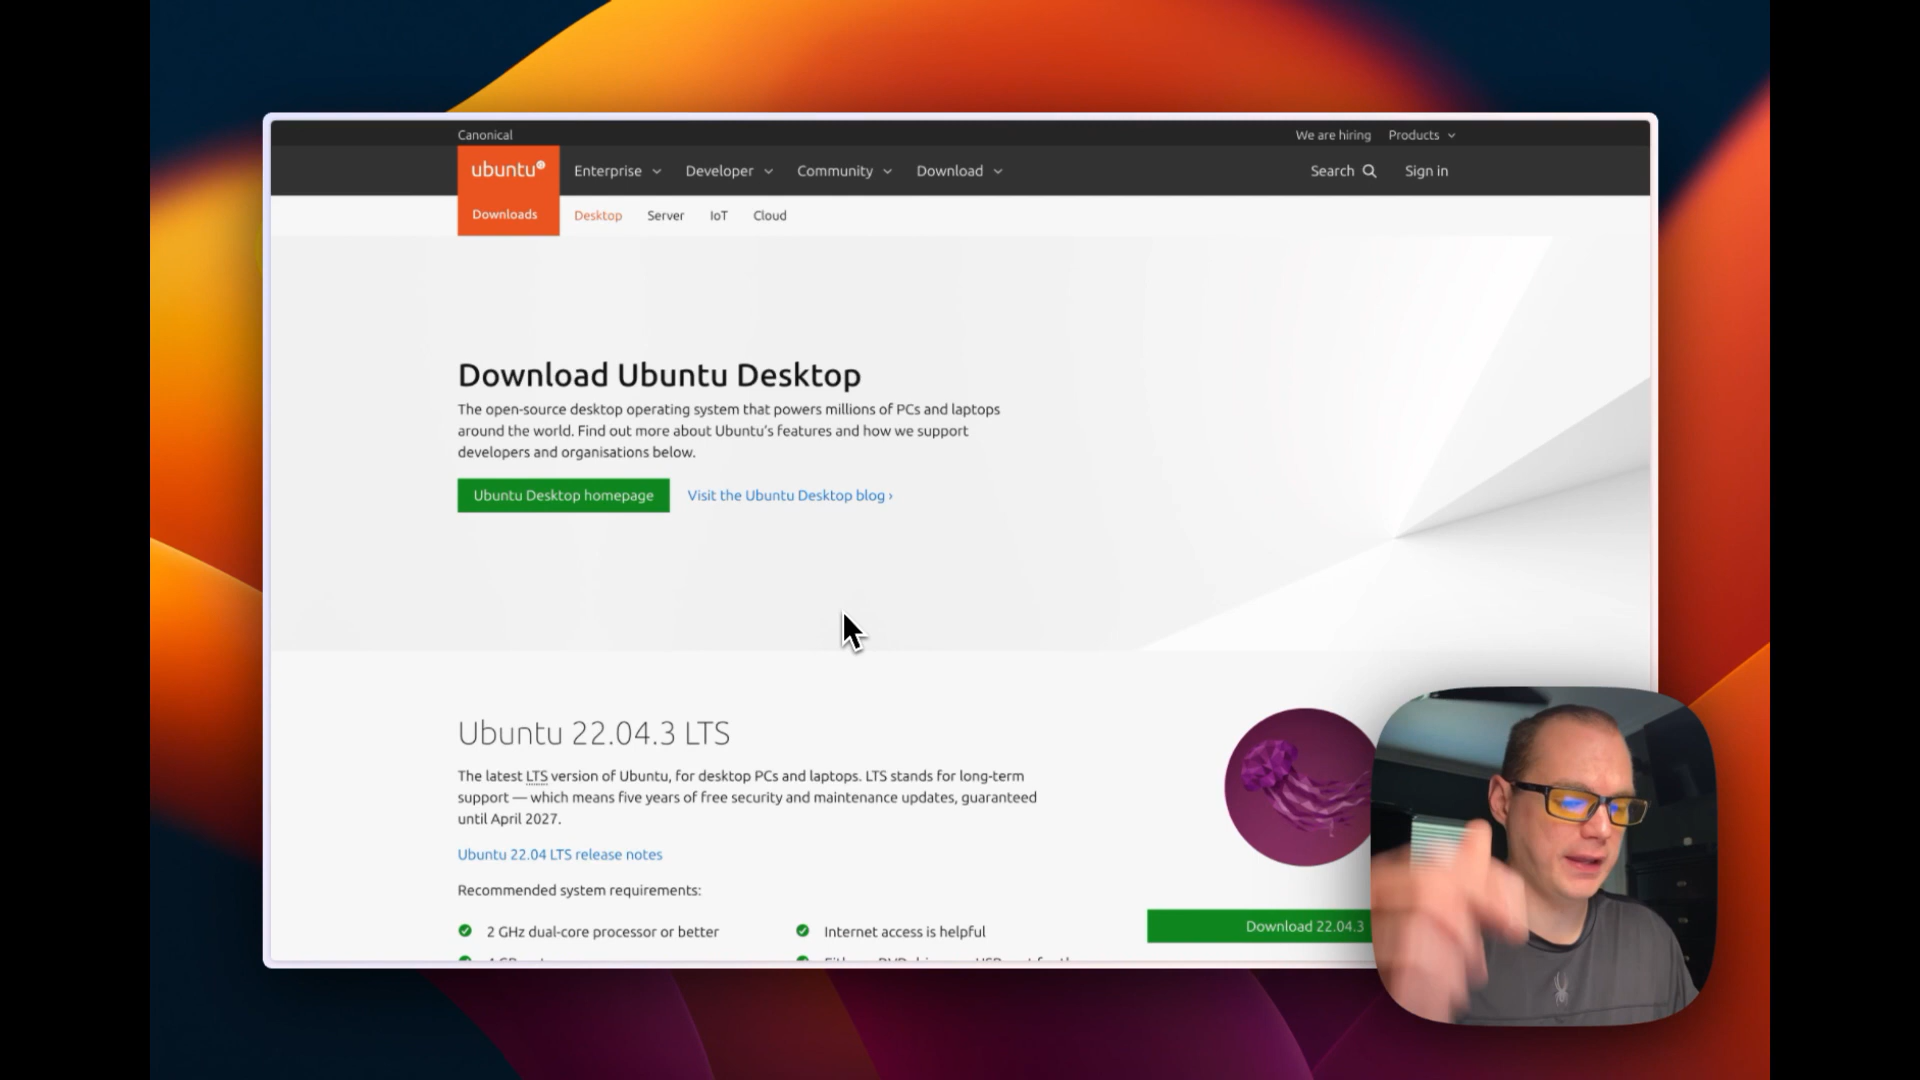 Canonical
We are hiring Products
ubuntu
Enterprise Developer Community Download
Search Sign in
Downloads
Desktop Server IoT Cloud
Download Ubuntu Desktop
The open-source desktop operating system that powers millions of PCs and laptops
around the world. Find out more about Ubuntu's features and how we support
developers and organisations below.
Ubuntu Desktop homepage
Visit the Ubuntu Desktop blog ›
Ubuntu 22.04.3 LTS
The latest LTS version of Ubuntu, for desktop PCs and laptops. LTS stands for long-term
support — which means five years of free security and maintenance updates, guaranteed
until April 2027.
Ubuntu 22.04 LTS release notes
Recommended system requirements:
2 GHz dual-core processor or better
Internet access is helpful
Download 22.04.3